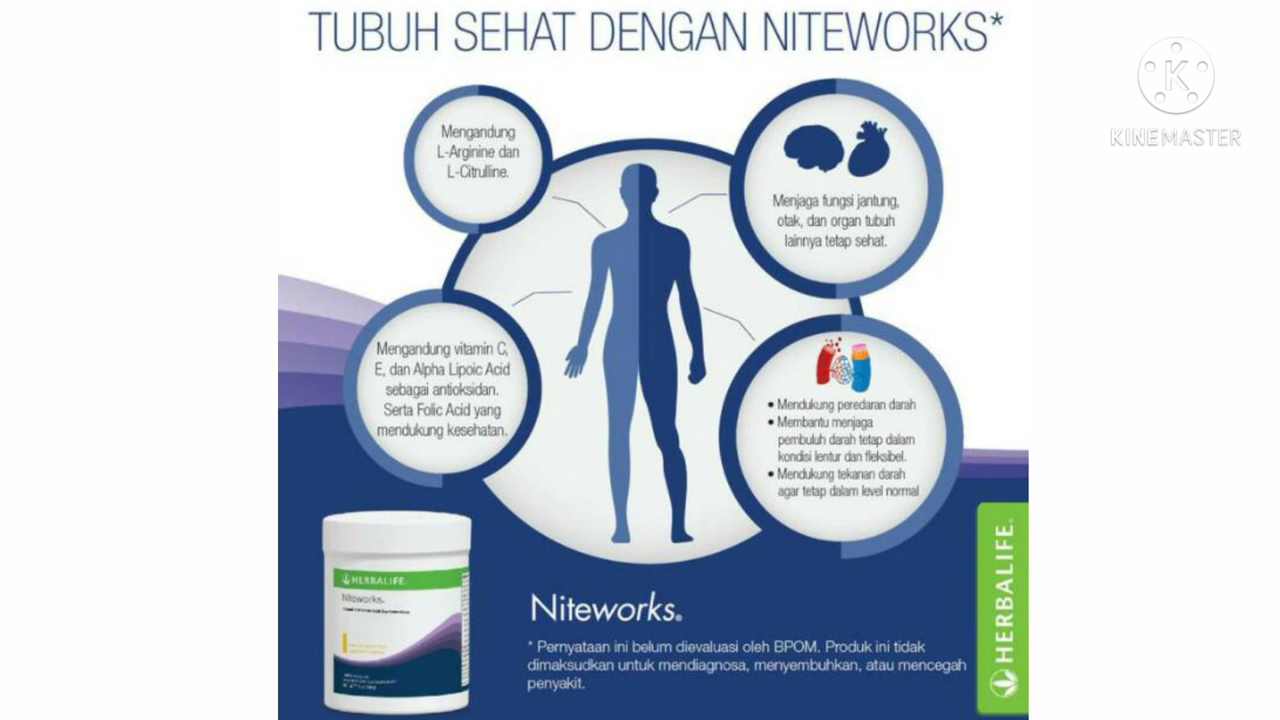 TUBUH SEHAT DENGAN NITEWORKS*
KINEMASTER
Mengandung
L-Arginine dan
L-Citrulline.
Menjaga fungsi jantung,
otak, dan organ tubuh
lainnya tetap sehat.
Mengandung vitamin C,
E, dan Alpha Lipoic Acid
sebagai antioksidan.
Serta Folic Acid yang
mendukung kesehatan.
• Mendukung peredaran darah
• Membantu menjaga
pembuluh darah tetap dalam
kondisi lentur dan fleksibel.
• Mendukung tekanan darah
agar tetap dalam level normal
HERBALIFE.
Niteworks.
Niteworks®
* Pernyataan ini belum dievaluasi oleh BPOM. Produk ini tidak
dimaksudkan untuk mendiagnosa, menyembuhkan, atau mencegah
penyakit.
HERBALIFE®